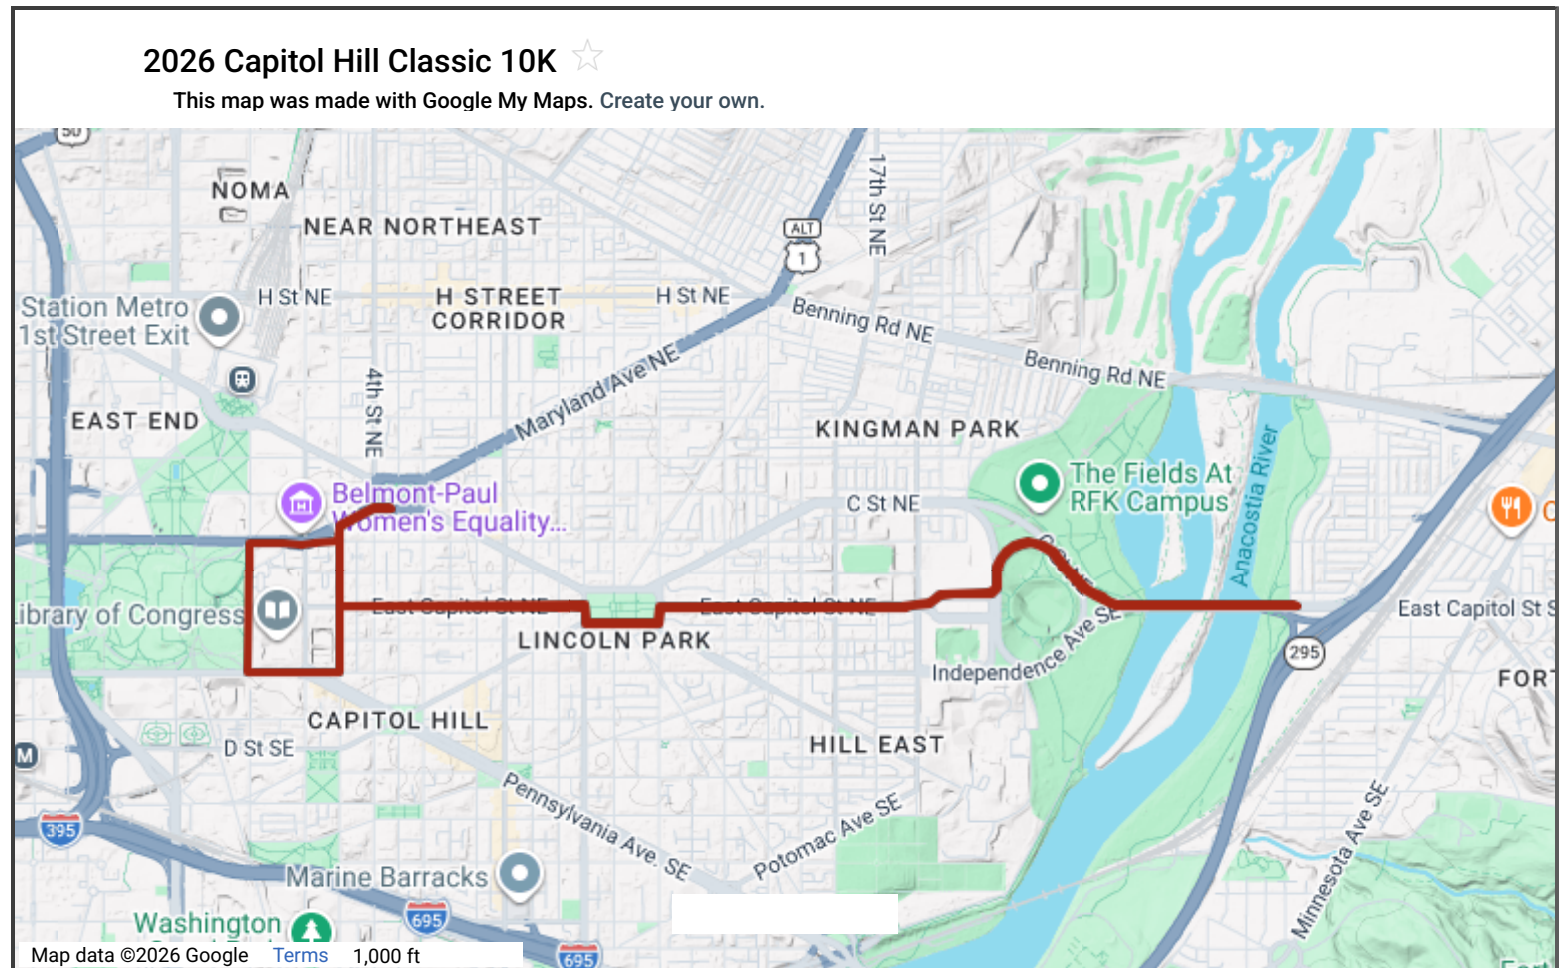 2026 Capitol Hill Classic 10K
This map was made with Google My Maps. Create your own.
50
17th St NE
NOMA
NEAR NORTHEAST
ALT
1
Station Metro
1st Street Exit
H St NE
H STREET
CORRIDOR
H St NE
Benning Rd NE
Maryland Ave NE
Benning Rd NE
4th St NE
EAST END
KINGMAN PARK
The Fields At
RFK Campus
Anacostia River
Belmont-Paul
Women's Equality...
C St NE
C
Library of Congress
East Capitol St NE
East Capitol St NE
Independence Ave SE
East Capitol St S
LINCOLN PARK
295
FORT
CAPITOL HILL
D St SE
HILL EAST
M
Pennsylvania Ave. SE
Potomac Ave SE
Minnesota Ave SE
395
Marine Barracks
695
Washington
695
Fort
Map data ©2026 Google Terms 1,000 ft